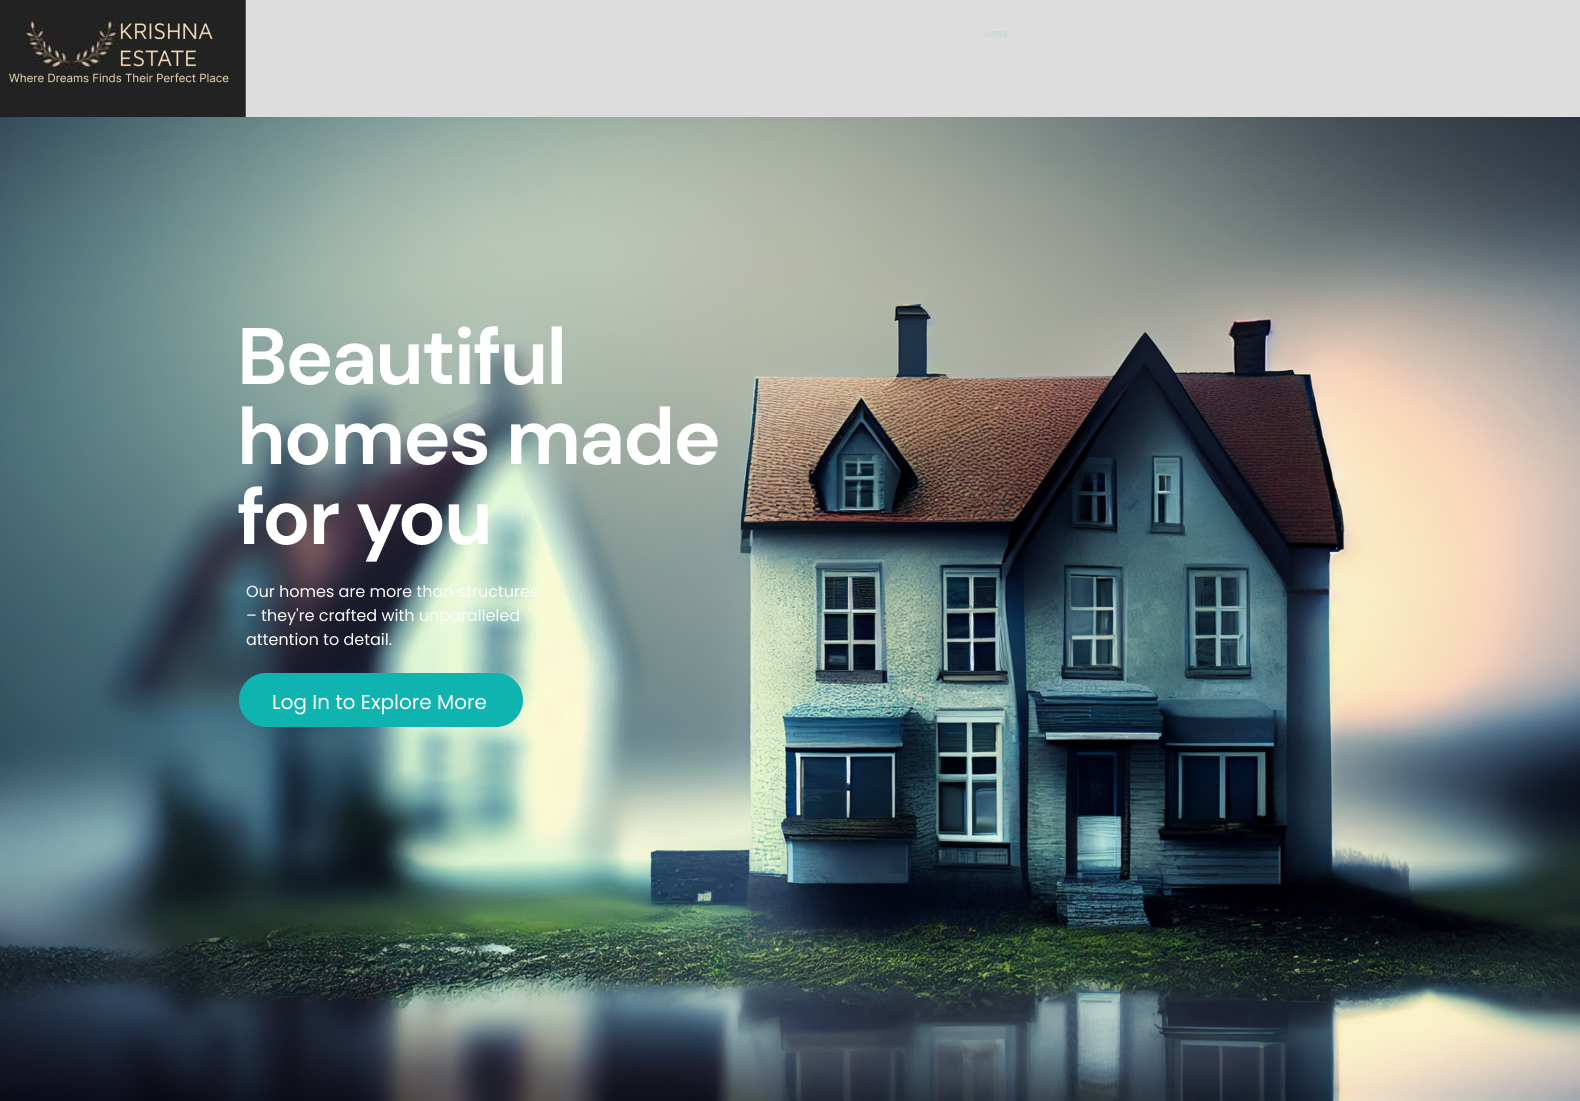 KRISHNA
ESTATE
Where Dreams Finds Their Perfect Place
Beautiful
homes made
for you
Our homes are more than structures
– they're crafted with unparalleled
attention to detail.
Log In to Explore More